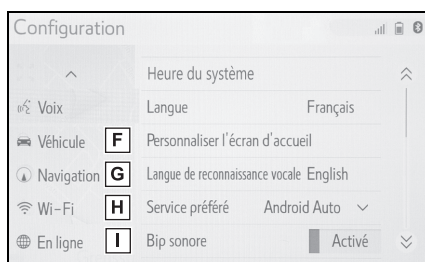 Configuration
Heure du système
Voix
Langue Français
Véhicule F Personnaliser l'écran d'accueil
Navigation G Langue de reconnaissance vocale English
Wi-Fi H Service préféré Android Auto
En ligne I Bip sonore Activé